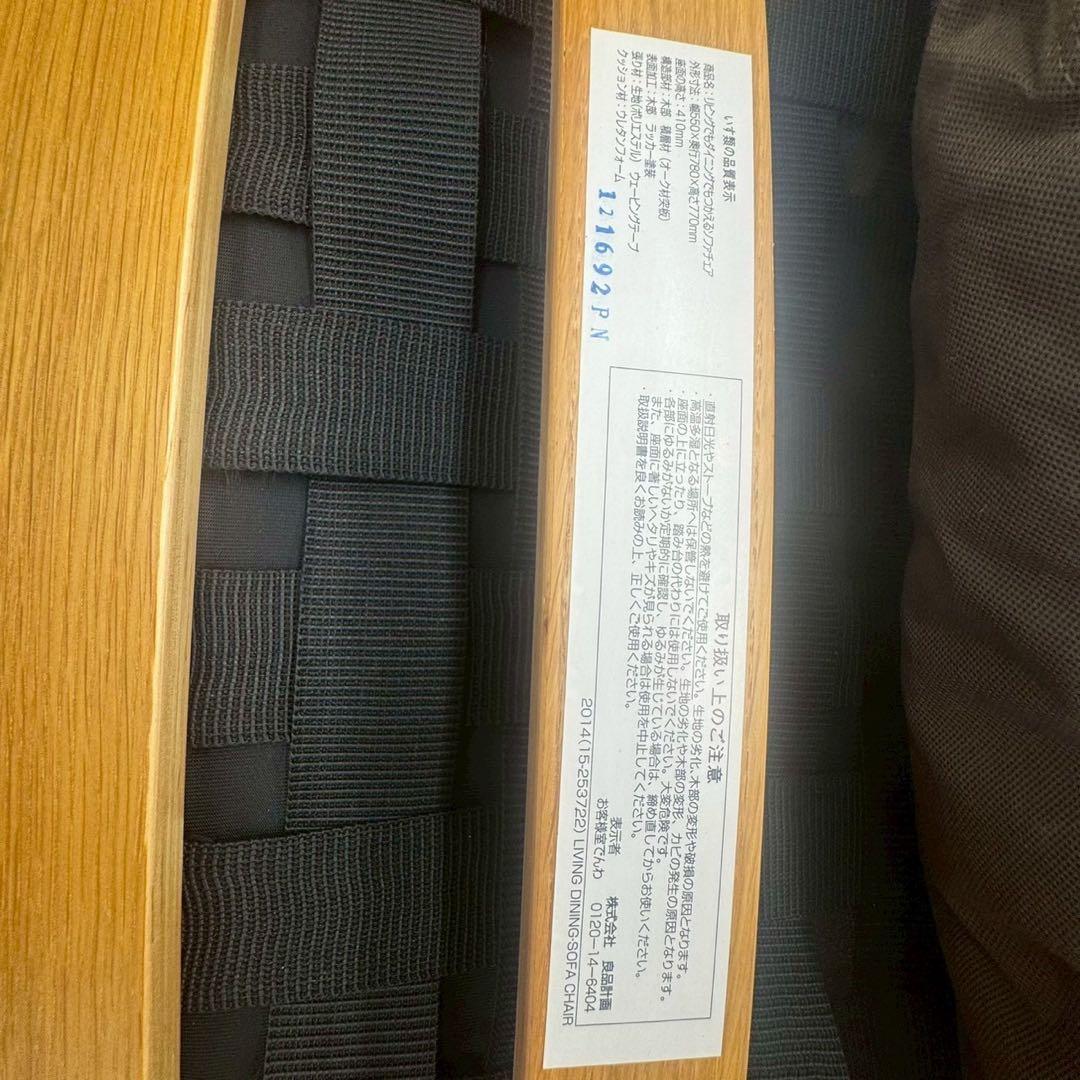 いす類の品質表示
商品名：リビングでもダイニングでもつかえるソファチェア
外形寸法：幅550×奥行780×高さ770mm
座面の高さ：410mm
構造部材：木部 積層材（オーク材突板）
表面加工：木部 ラッカー塗装
張り材：生地（ポリエステル） ウェービングテープ
クッション材：ウレタンフォーム
121692PN
取り扱い上のご注意
・直射日光やストーブなどの熱を避けてご使用ください。生地の劣化、木部の変形や破損の原因となります。
・高温多湿となる場所へは保管しないでください。生地の劣化や木部の変形、カビの発生の原因となります。
・座面の上に立ったり、踏み台の代わりには使用しないでください。大変危険です。
・各部にゆるみがないか定期的に確認し、ゆるみが生じている場合は、締め直してからお使いください。
また、座面に著しいヘタリやキズが見られる場合は使用を中止してください。
・取扱説明書を良くお読みの上、正しくご使用ください。
表示者 株式会社 良品計画
お客様室でんわ 0120-14-6404
2014(15-253722) LIVING DINING·SOFA CHAIR